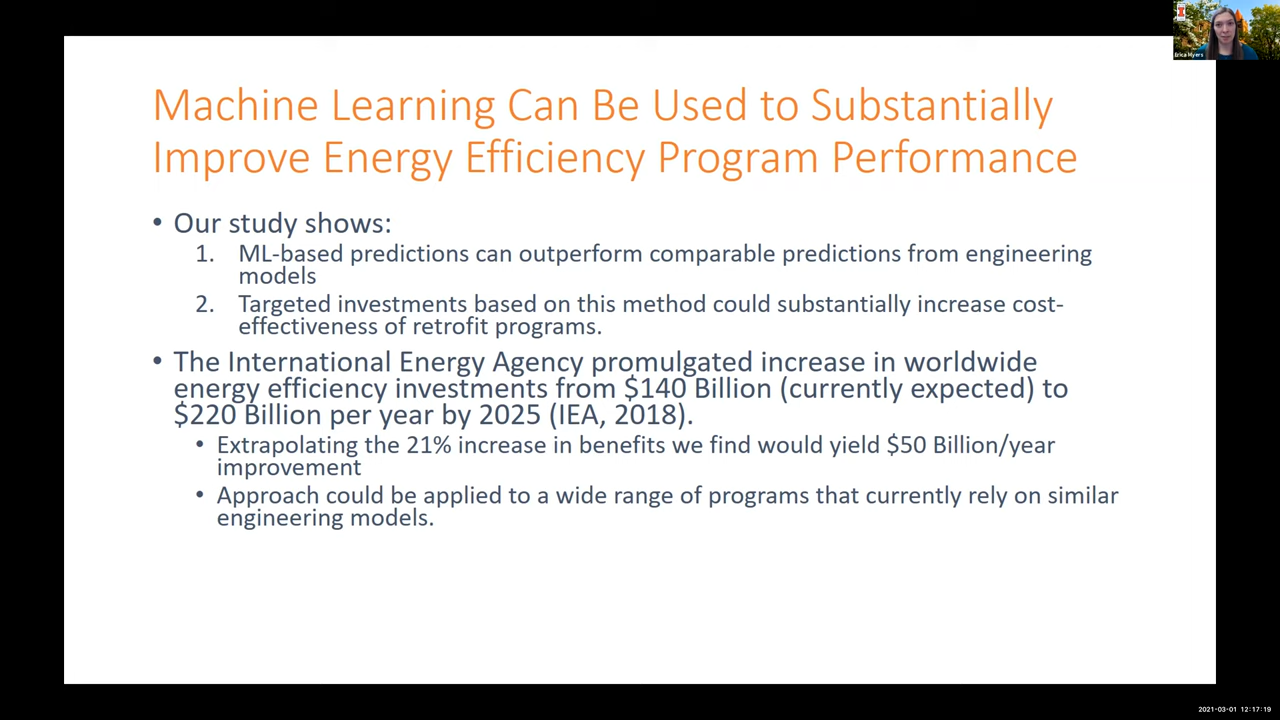 Erica Myers
Machine Learning Can Be Used to Substantially
Improve Energy Efficiency Program Performance
• Our study shows:
1. ML-based predictions can outperform comparable predictions from engineering
models
2. Targeted investments based on this method could substantially increase cost-
effectiveness of retrofit programs.
• The International Energy Agency promulgated increase in worldwide
energy efficiency investments from $140 Billion (currently expected) to
$220 Billion per year by 2025 (IEA, 2018).
• Extrapolating the 21% increase in benefits we find would yield $50 Billion/year
improvement
• Approach could be applied to a wide range of programs that currently rely on similar
engineering models.
2021-03-01 12:17:19